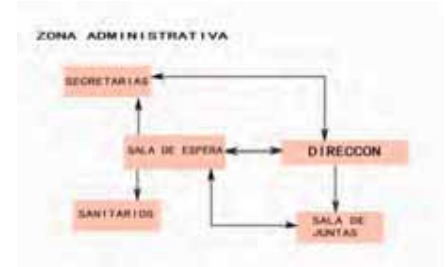 ZONA ADMINISTRATIVA
SECRETARIAS
SALA DE ESPERA
DIRECCON
SANITARIOS
SALA DE
JUNTAS